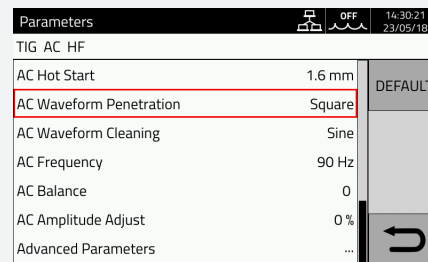 Parameters OFF 14:30:21
23/05/18
TIG AC HF
AC Hot Start 1.6 mm
DEFAULT
AC Waveform Penetration Square
AC Waveform Cleaning Sine
AC Frequency 90 Hz
AC Balance 0
AC Amplitude Adjust 0 %
Advanced Parameters ...